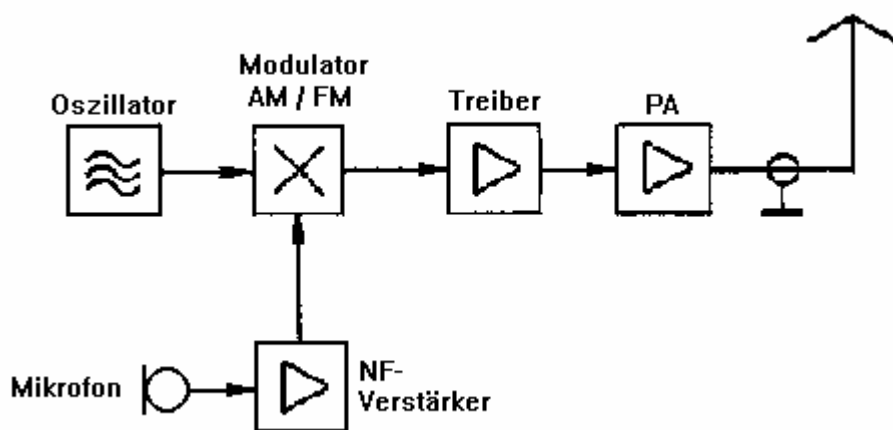 Oszillator
Modulator
AM / FM
Treiber
PA
Mikrofon
NF-
Verstärker